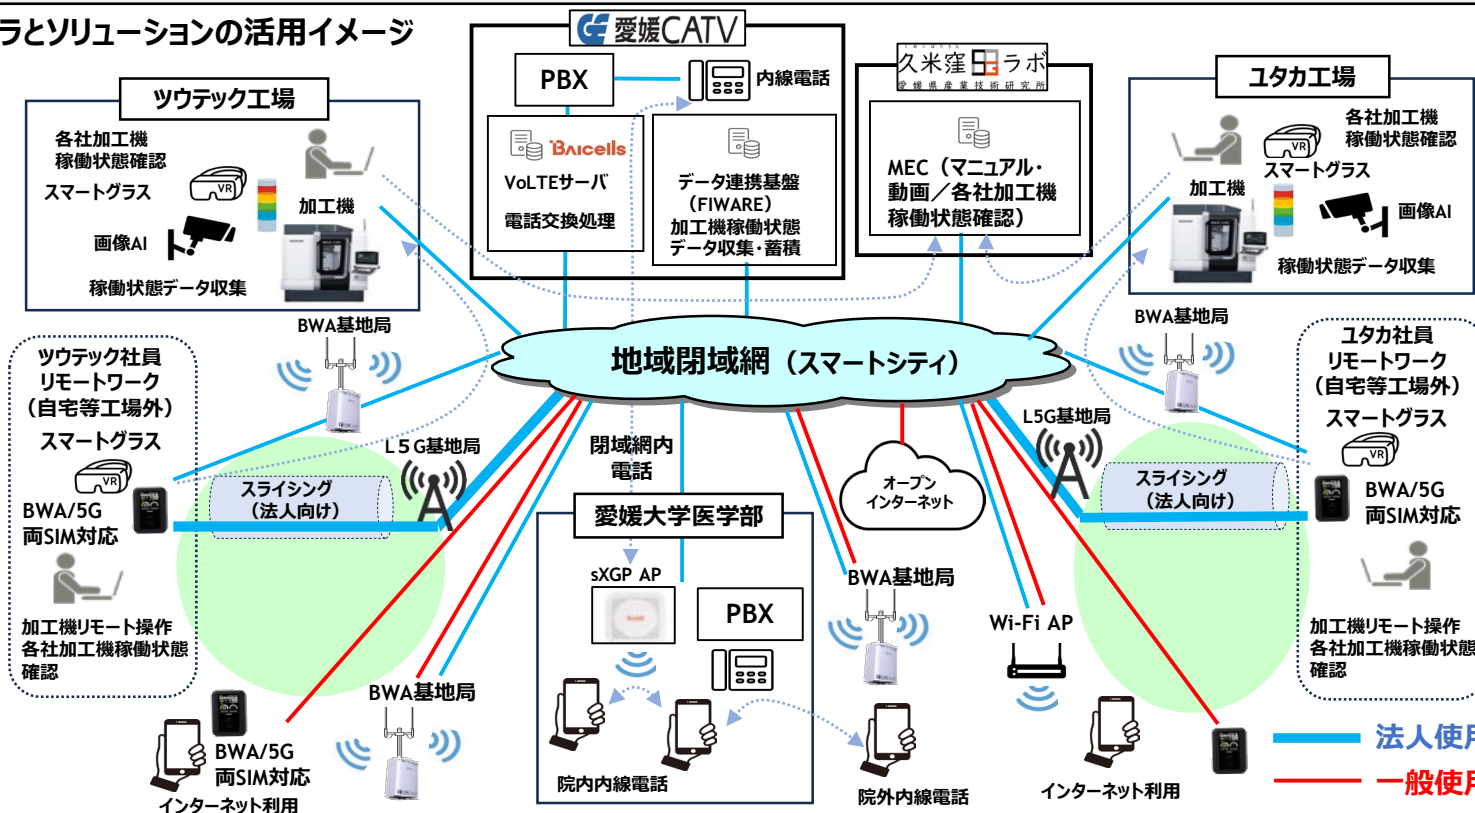 ラとソリューションの活用イメージ
愛媛CATV
PBX
内線電話
Baicells
VoLTEサーバ
電話交換処理
データ連携基盤
（FIWARE）
加工機稼働状態
データ収集・蓄積
久米窪SGラボ
愛媛県産業技術研究所
MEC（マニュアル・
動画／各社加工機
稼働状態確認）
ツウテック工場
各社加工機
稼働状態確認
スマートグラス
VR
加工機
画像AI
稼働状態データ収集
ユタカ工場
各社加工機
稼働状態確認
VR
スマートグラス
加工機
画像AI
稼働状態データ収集
BWA基地局
BWA基地局
地域閉域網（スマートシティ）
ツウテック社員
リモートワーク
（自宅等工場外）
スマートグラス
VR
BWA/5G
両SIM対応
加工機リモート操作
各社加工機稼働状態
確認
L５G基地局
スライシング
（法人向け）
閉域網内
電話
オープン
インターネット
L5G基地局
スライシング
（法人向け）
ユタカ社員
リモートワーク
（自宅等工場外）
スマートグラス
VR
BWA/5G
両SIM対応
加工機リモート操作
各社加工機稼働状態
確認
愛媛大学医学部
sXGP AP
PBX
院内内線電話
BWA基地局
院外内線電話
Wi-Fi AP
インターネット利用
BWA基地局
BWA/5G
両SIM対応
インターネット利用
法人使用
一般使用